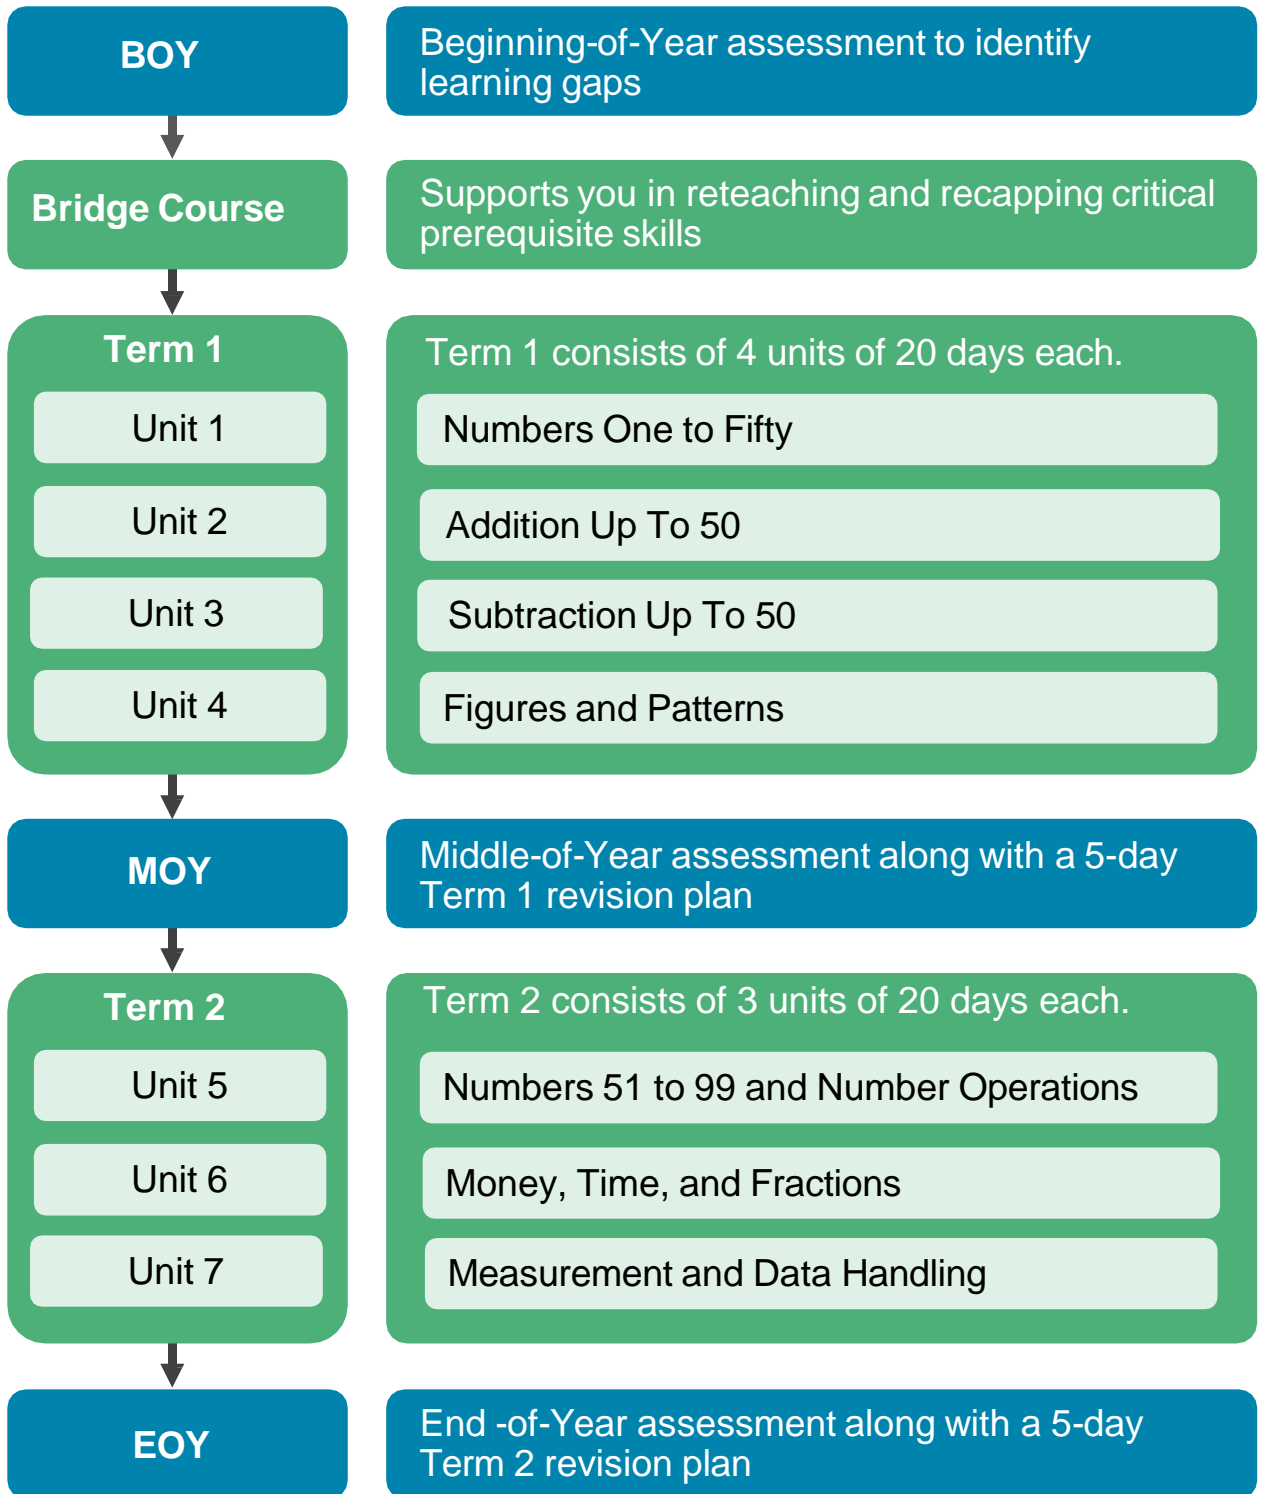 BOY
Beginning-of-Year assessment to identify
learning gaps
Bridge Course
Supports you in reteaching and recapping critical
prerequisite skills
Term 1
Term 1 consists of 4 units of 20 days each.
Unit 1
Numbers One to Fifty
Unit 2
Addition Up To 50
Unit 3
Subtraction Up To 50
Unit 4
Figures and Patterns
MOY
Middle-of-Year assessment along with a 5-day
Term 1 revision plan
Term 2
Term 2 consists of 3 units of 20 days each.
Unit 5
Numbers 51 to 99 and Number Operations
Unit 6
Money, Time, and Fractions
Unit 7
Measurement and Data Handling
EOY
End -of-Year assessment along with a 5-day
Term 2 revision plan